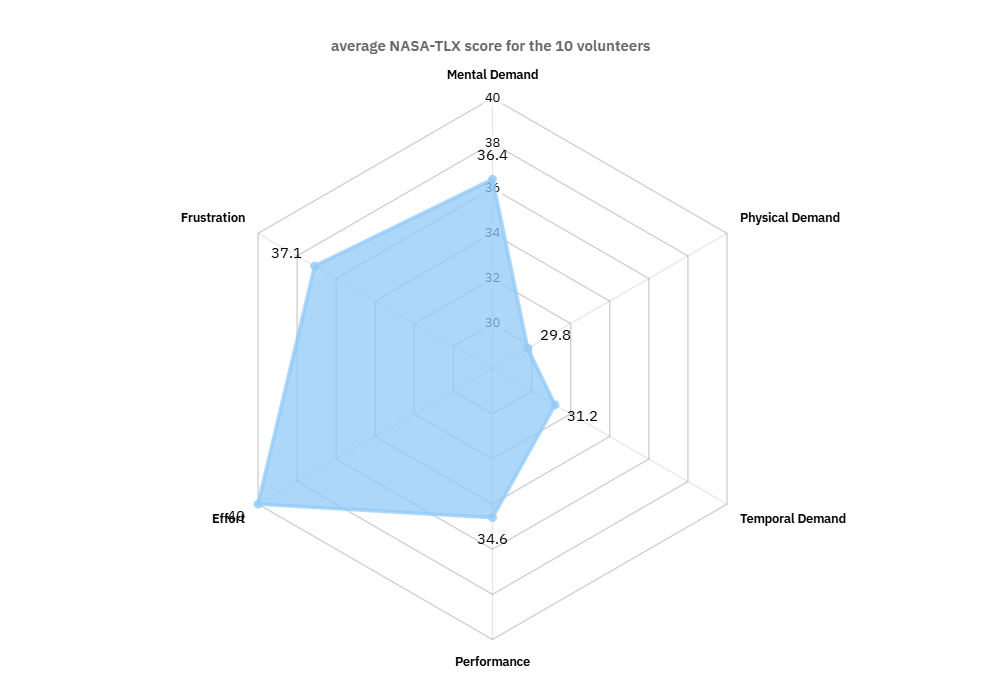 average NASA-TLX score for the 10 volunteers
Mental Demand
40
38
36.4
36
Frustration
Physical Demand
34
37.1
32
30
29.8
31.2
40
Effort
Temporal Demand
34.6
Performance